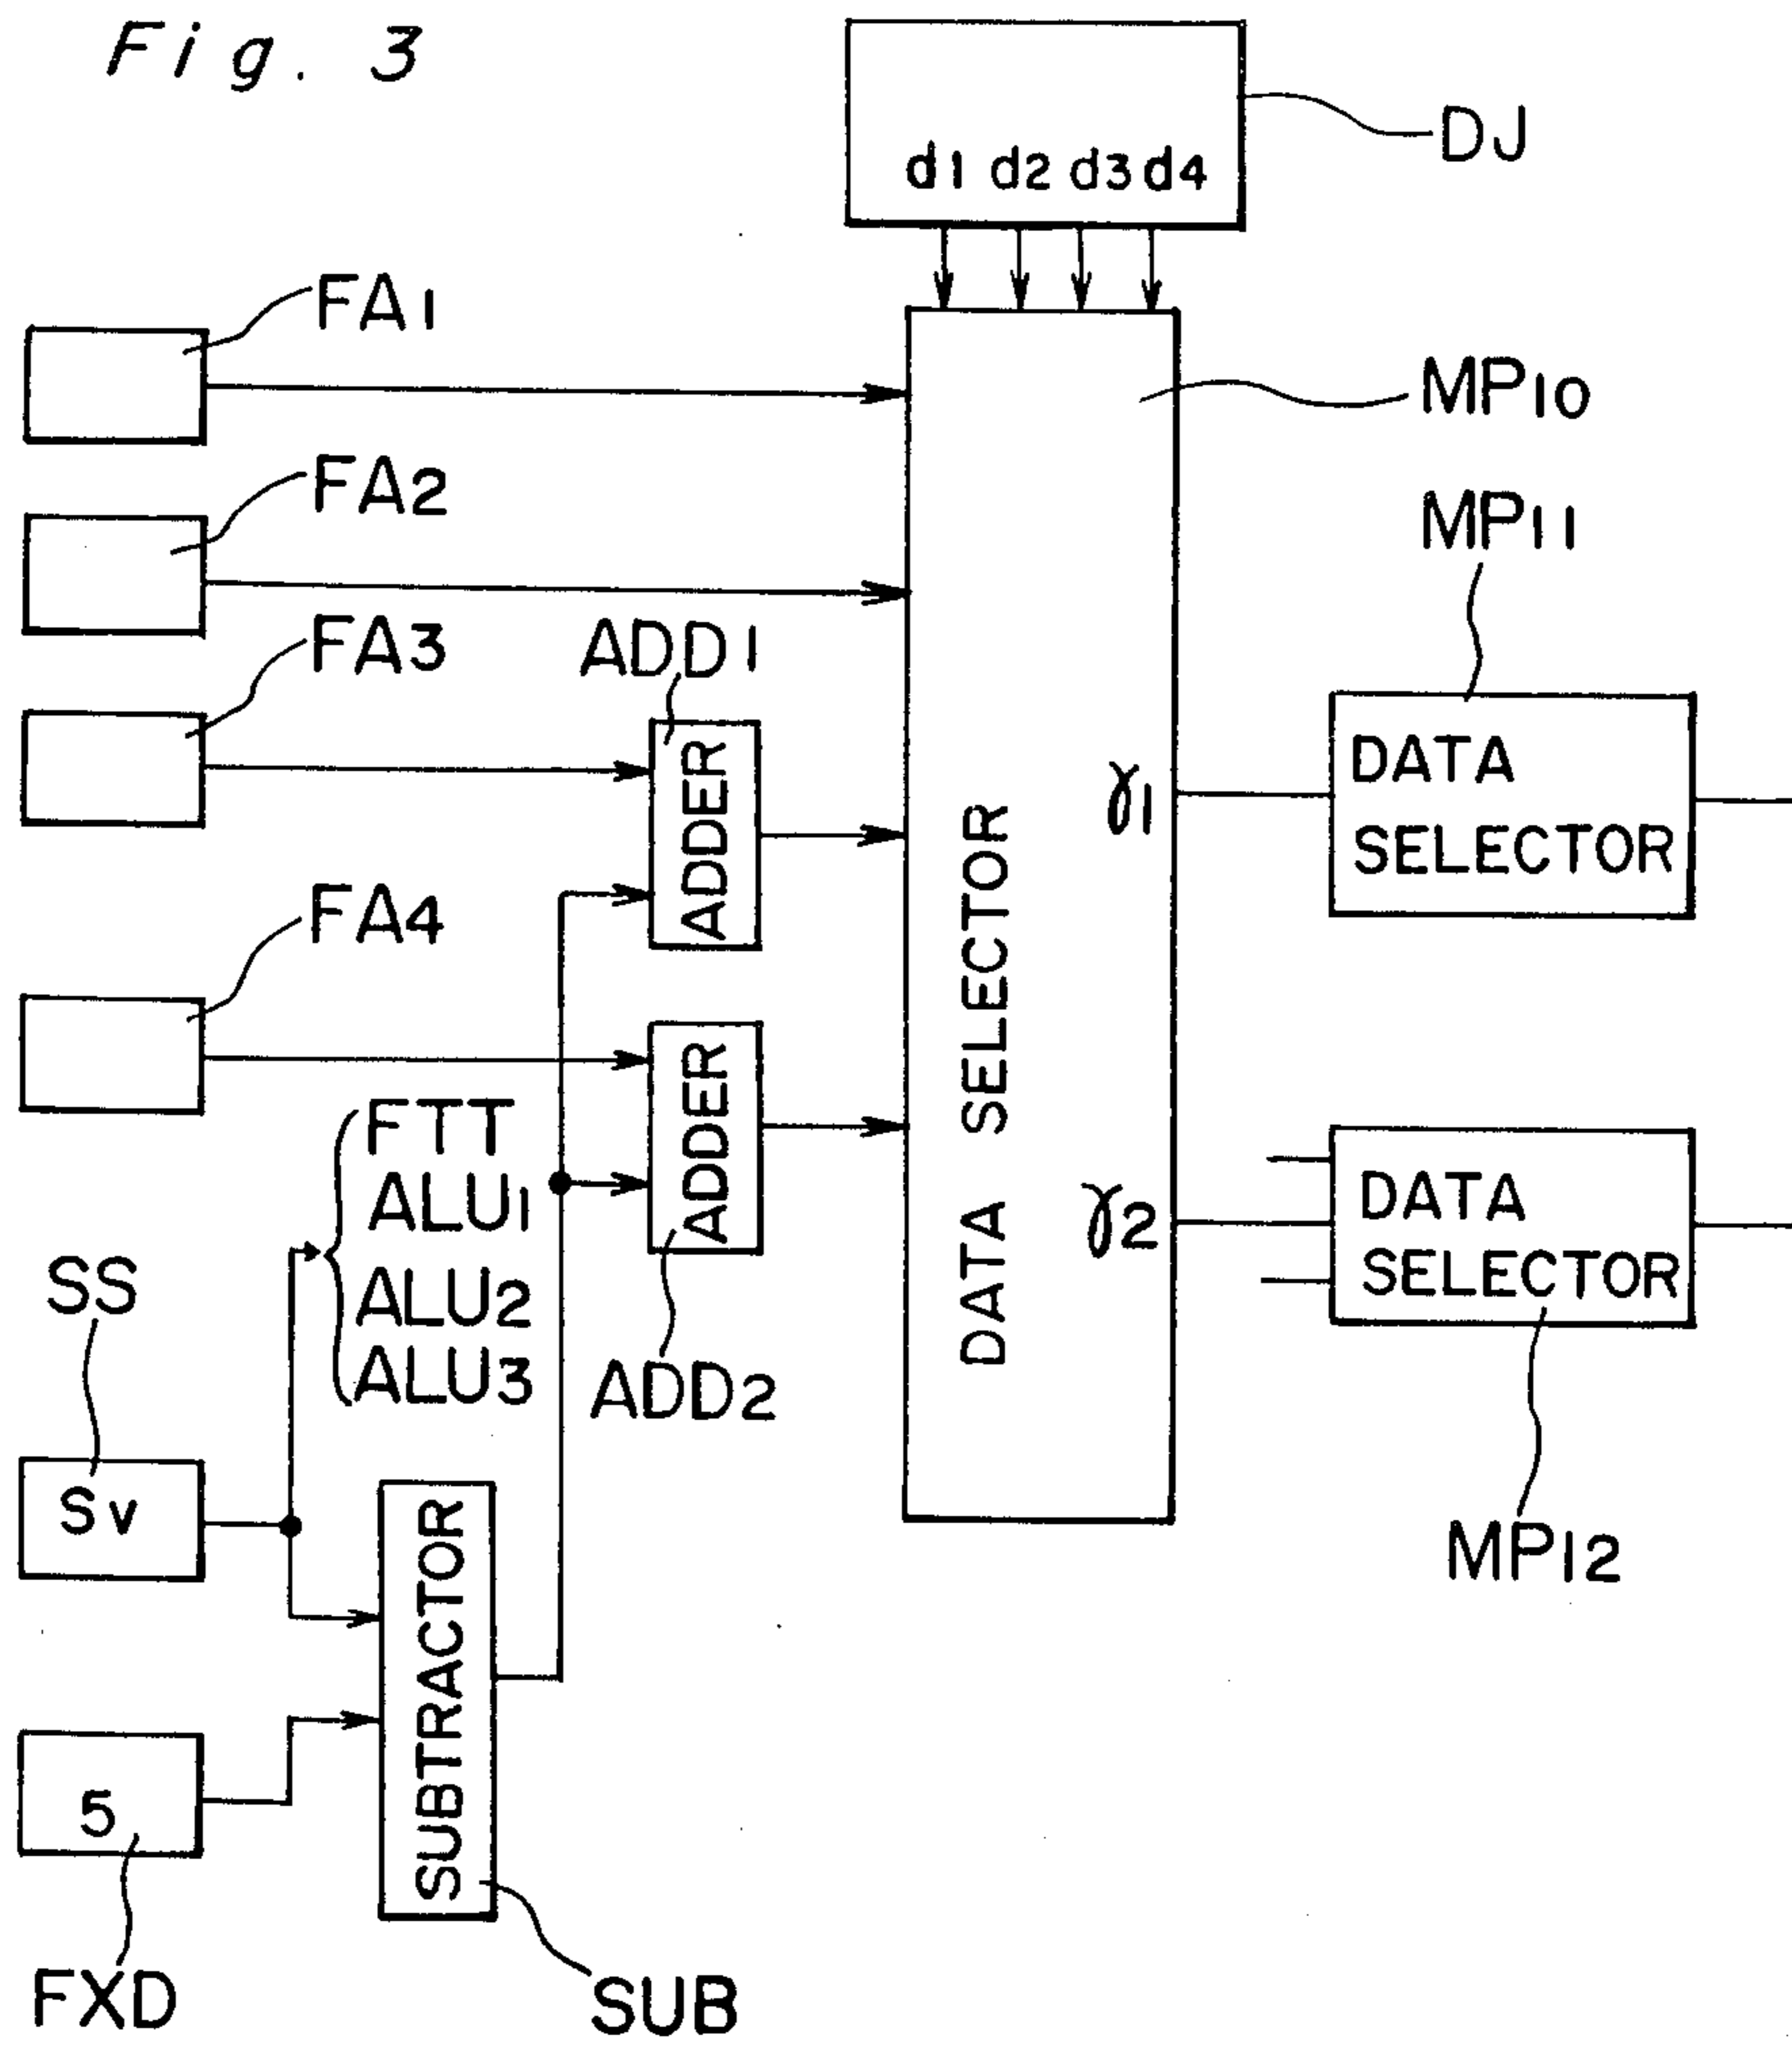 Fig. 3
d1 d2 d3 d4
DJ
FA1
MP10
FA2
MP11
FA3
ADD1
ADDER
DATA SELECTOR
γ1
DATA
SELECTOR
FA4
ADDER
FTT
ALU1
ALU2
ALU3
γ2
DATA
SELECTOR
SS
ADD2
Sv
MP12
SUBTRACTOR
5
FXD
SUB